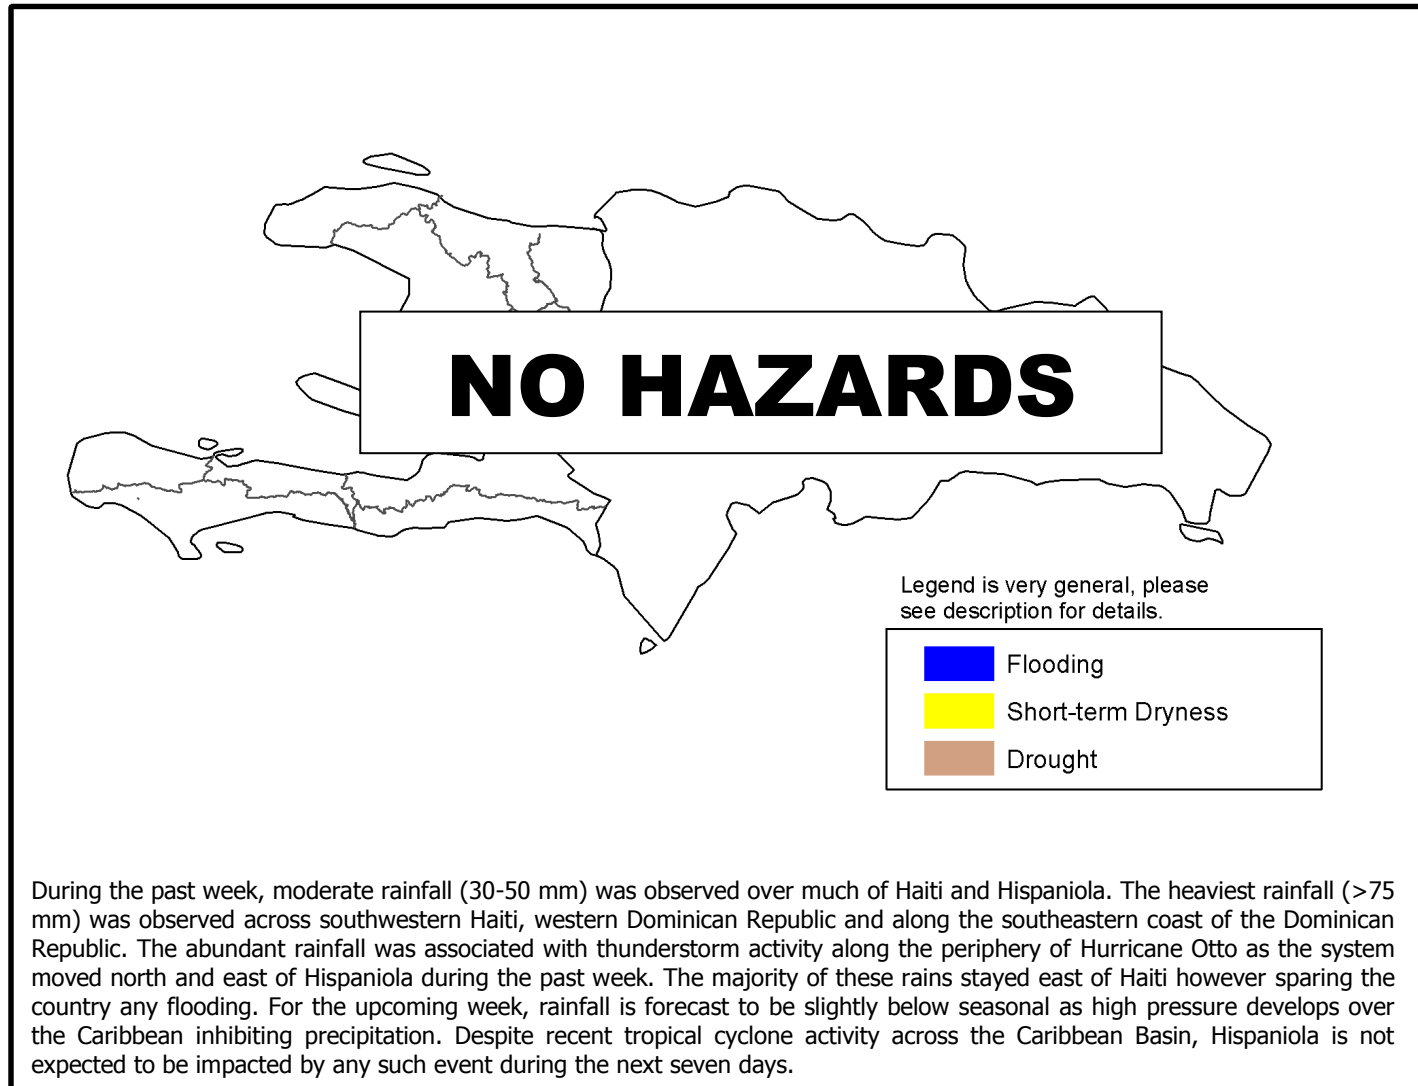 NO HAZARDS
Legend is very general, please
see description for details.
Flooding
Short-term Dryness
Drought
During the past week, moderate rainfall (30-50 mm) was observed over much of Haiti and Hispaniola. The heaviest rainfall (>75
mm) was observed across southwestern Haiti, western Dominican Republic and along the southeastern coast of the Dominican
Republic. The abundant rainfall was associated with thunderstorm activity along the periphery of Hurricane Otto as the system
moved north and east of Hispaniola during the past week. The majority of these rains stayed east of Haiti however sparing the
country any flooding. For the upcoming week, rainfall is forecast to be slightly below seasonal as high pressure develops over
the Caribbean inhibiting precipitation. Despite recent tropical cyclone activity across the Caribbean Basin, Hispaniola is not
expected to be impacted by any such event during the next seven days.